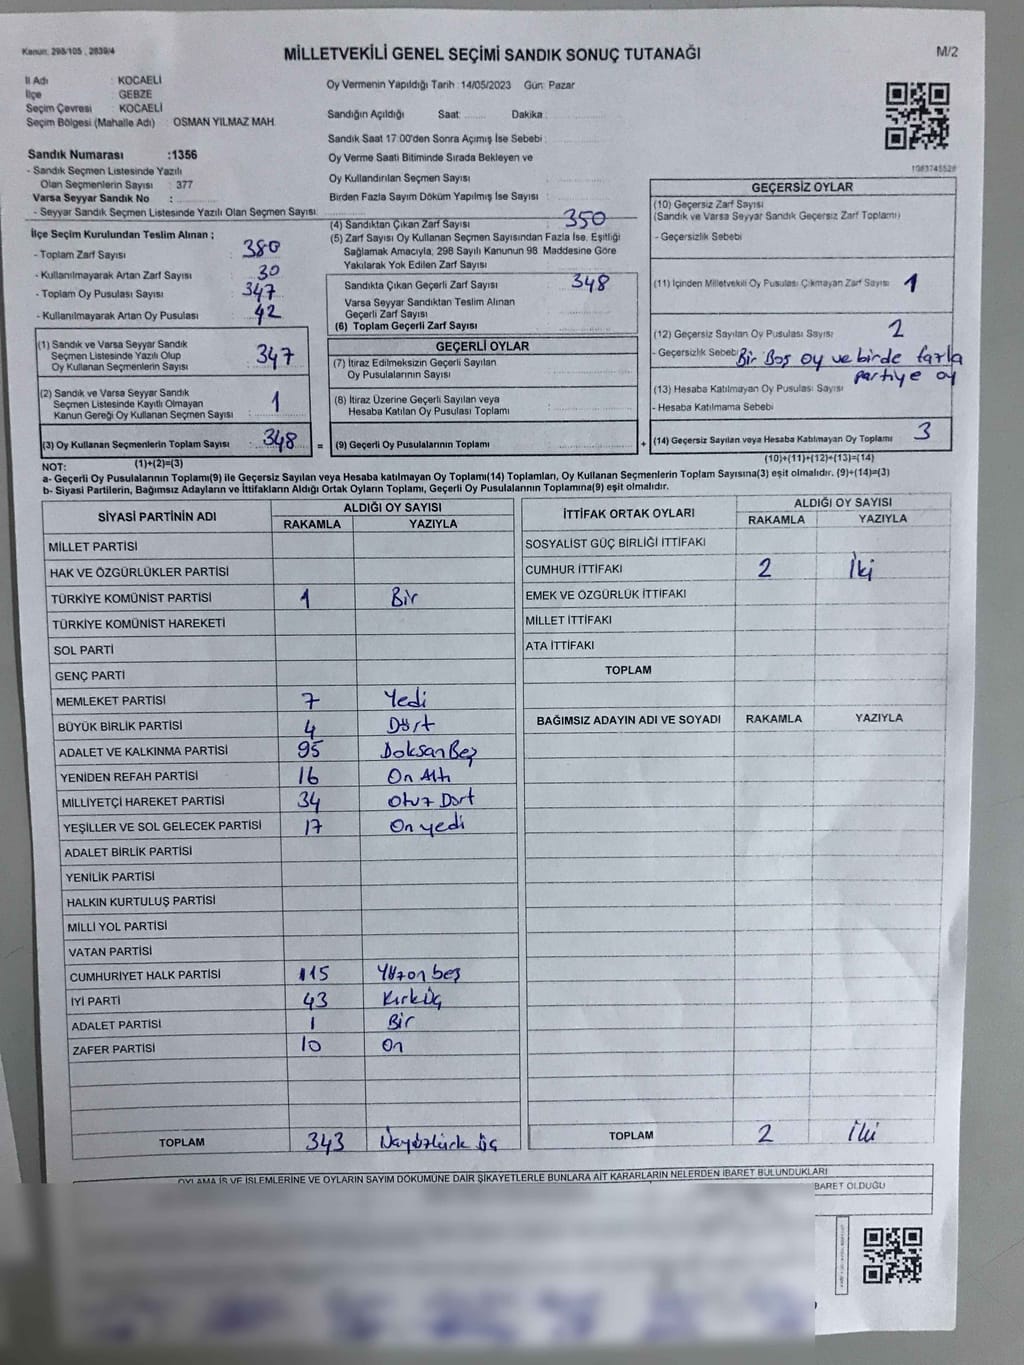 Kanun: 298/105 , 2839/4
MİLLETVEKİLİ GENEL SEÇİMİ SANDIK SONUÇ TUTANAĞI
M/2
İl Adı : KOCAELİ
İlçe GEBZE
Seçim Çevresi : KOCAELİ
Seçim Bölgesi (Mahalle Adı) OSMAN YILMAZ MAH.
Sandık Numarası :1356
- Sandık Seçmen Listesinde Yazılı
Olan Seçmenlerin Sayısı : 377
Varsa Seyyar Sandık No :
- Seyyar Sandık Seçmen Listesinde Yazılı Olan Seçmen Sayısı:
Oy Vermenin Yapıldığı Tarih :14/05/2023 Gün: Pazar
Sandığın Açıldığı Saat: Dakika:
Sandık Saat 17.00'den Sonra Açımış İse Sebebi :
Oy Verme Saati Bitiminde Sırada Bekleyen ve
Oy Kullandırılan Seçmen Sayısı
Birden Fazla Sayım Döküm Yapılmış İse Sayısı :
1083745528
İlçe Seçim Kurulundan Teslim Alınan ;
- Toplam Zarf Sayısı : 380
- Kullanılmayarak Artan Zarf Sayısı 30
- Toplam Oy Pusulası Sayısı : 347
- Kullanılmayarak Artan Oy Pusulası : 42
(1) Sandık ve Varsa Seyyar Sandık
Seçmen Listesinde Yazılı Olup
Oy Kullanan Seçmenlerin Sayısı 347
(2) Sandık ve Varsa Seyyar Sandık
Seçmen Listesinde Kayıtlı Olmayan
Kanun Gereği Oy Kullanan Seçmen Sayısı 1
(3) Oy Kullanan Seçmenlerin Toplam Sayısı : 348 =
(1)+(2)=(3)
(4) Sandıktan Çıkan Zarf Sayısı 350
(5) Zarf Sayısı Oy Kullanan Seçmen Sayısından Fazla İse, Eşitliği
Sağlamak Amacıyla, 298 Sayılı Kanunun 98. Maddesine Göre
Yakılarak Yok Edilen Zarf Sayısı
Sandıkta Çıkan Geçerli Zarf Sayısı 348
Varsa Seyyar Sandıktan Teslim Alınan
Geçerli Zarf Sayısı
(6) Toplam Geçerli Zarf Sayısı
GEÇERLİ OYLAR
(7) İtiraz Edilmeksizin Geçerli Sayılan
Oy Pusulalarının Sayısı
(8) İtiraz Üzerine Geçerli Sayılan veya
Hesaba Katılan Oy Pusulası Toplamı
(9) Geçerli Oy Pusulalarının Toplamı +
GEÇERSİZ OYLAR
(10) Geçersiz Zarf Sayısı
(Sandık ve Varsa Seyyar Sandık Geçersiz Zarf Toplamı)
- Geçersizlik Sebebi
(11) İçinden Milletvekili Oy Pusulası Çıkmayan Zarf Sayısı 1
(12) Geçersiz Sayılan Oy Pusulası Sayısı 2
- Geçersizlik Sebebi Bir Boş oy ve birde fazla
partiye oy
(13) Hesaba Katılmayan Oy Pusulası Sayısı
- Hesaba Katılmama Sebebi
(14) Geçersiz Sayılan veya Hesaba Katılmayan Oy Toplamı 3
(10)+(11)+(12)+(13)=(14)
NOT:
a- Geçerli Oy Pusulalarının Toplamı(9) ile Geçersiz Sayılan veya Hesaba katılmayan Oy Toplamı(14) Toplamları, Oy Kullanan Seçmenlerin Toplam Sayısına(3) eşit olmalıdır. (9)+(14)=(3)
b- Siyasi Partilerin, Bağımsız Adayların ve İttifakların Aldığı Ortak Oyların Toplamı, Geçerli Oy Pusulalarının Toplamına(9) eşit olmalıdır.
SİYASİ PARTİNİN ADI ALDIĞI OY SAYISI
RAKAMLA YAZIYLA
MİLLET PARTİSİ
HAK VE ÖZGÜRLÜKLER PARTİSİ
TÜRKİYE KOMÜNİST PARTİSİ 1 Bir
TÜRKİYE KOMÜNİST HAREKETİ
SOL PARTİ
GENÇ PARTİ
MEMLEKET PARTİSİ 7 Yedi
BÜYÜK BİRLİK PARTİSİ 4 Dört
ADALET VE KALKINMA PARTİSİ 95 Doksan Beş
YENİDEN REFAH PARTİSİ 16 On Altı
MİLLİYETÇİ HAREKET PARTİSİ 34 Otuz Dört
YEŞİLLER VE SOL GELECEK PARTİSİ 17 On yedi
ADALET BİRLİK PARTİSİ
YENİLİK PARTİSİ
HALKIN KURTULUŞ PARTİSİ
MİLLİ YOL PARTİSİ
VATAN PARTİSİ
CUMHURİYET HALK PARTİSİ 115 Yüz on beş
İYİ PARTİ 43 Kırk üç
ADALET PARTİSİ 1 Bir
ZAFER PARTİSİ 10 On
TOPLAM 343
İTTİFAK ORTAK OYLARI ALDIĞI OY SAYISI
RAKAMLA YAZIYLA
SOSYALİST GÜÇ BİRLİĞİ İTTİFAKI
CUMHUR İTTİFAKI 2 İki
EMEK VE ÖZGÜRLÜK İTTİFAKI
MİLLET İTTİFAKI
ATA İTTİFAKI
TOPLAM
BAĞIMSIZ ADAYIN ADI VE SOYADI RAKAMLA YAZIYLA
TOPLAM 2 İki
OYLAMA İŞ VE İŞLEMLERİNE VE OYLARIN SAYIM DÖKÜMÜNE DAİR ŞİKAYETLERLE BUNLARA AİT KARARLARIN NELERDEN İBARET BULUNDUKLARI
BARET OLDUĞU